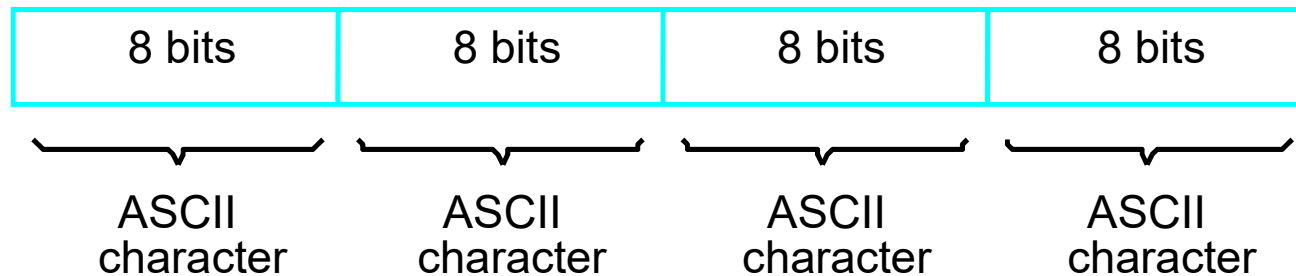 8 bits 8 bits 8 bits 8 bits
ASCII ASCII ASCII ASCII
character character character character